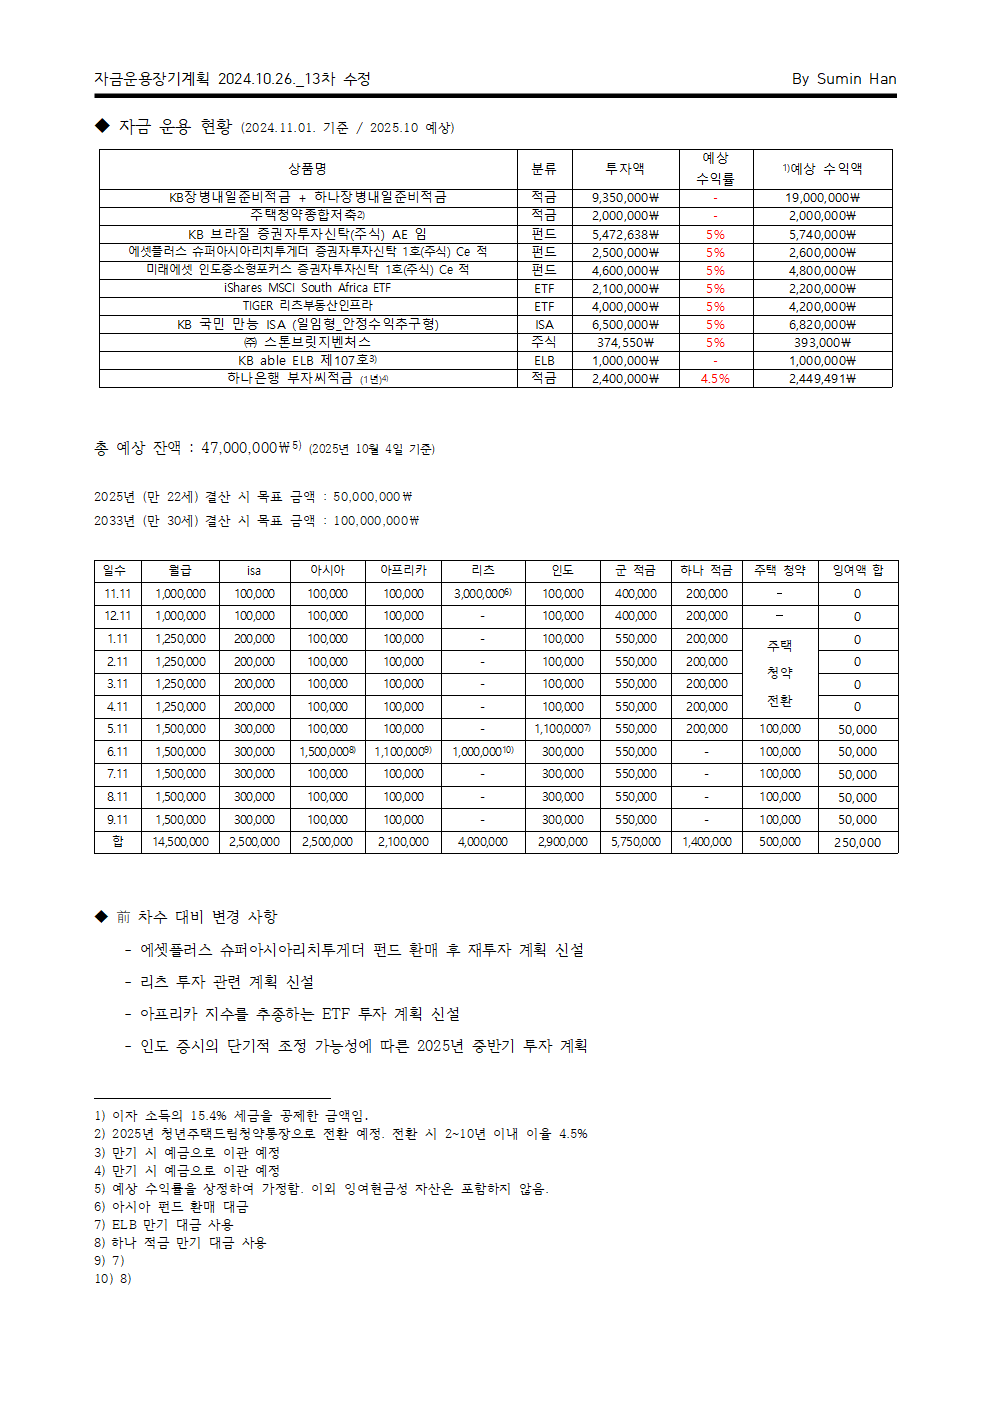 자금운용장기계획 2024.10.26._13차 수정 By Sumin Han
◆ 자금 운용 현황 (2024.11.01. 기준 / 2025.10 예상)
상품명 분류 투자액 예상 수익률 1)예상 수익액
KB장병내일준비적금 + 하나장병내일준비적금 적금 9,350,000₩ - 19,000,000₩
주택청약종합저축2) 적금 2,000,000₩ - 2,000,000₩
KB 브라질 증권자투자신탁(주식) AE 임 펀드 5,472,638₩ 5% 5,740,000₩
에셋플러스 슈퍼아시아리치투게더 증권자투자신탁 1호(주식) Ce 적 펀드 2,500,000₩ 5% 2,600,000₩
미래에셋 인도중소형포커스 증권자투자신탁 1호(주식) Ce 적 펀드 4,600,000₩ 5% 4,800,000₩
iShares MSCI South Africa ETF ETF 2,100,000₩ 5% 2,200,000₩
TIGER 리츠부동산인프라 ETF 4,000,000₩ 5% 4,200,000₩
KB 국민 만능 ISA (일임형_안정수익추구형) ISA 6,500,000₩ 5% 6,820,000₩
㈜ 스톤브릿지벤처스 주식 374,550₩ 5% 393,000₩
KB able ELB 제107호3) ELB 1,000,000₩ - 1,000,000₩
하나은행 부자씨적금 (1년)4) 적금 2,400,000₩ 4.5% 2,449,491₩
총 예상 잔액 : 47,000,000₩5) (2025년 10월 4일 기준)
2025년 (만 22세) 결산 시 목표 금액 : 50,000,000₩
2033년 (만 30세) 결산 시 목표 금액 : 100,000,000₩
일수 월급 isa 아시아 아프리카 리츠 인도 군 적금 하나 적금 주택 청약 잉여액 합
11.11 1,000,000 100,000 100,000 100,000 3,000,0006) 100,000 400,000 200,000 - 0
12.11 1,000,000 100,000 100,000 100,000 - 100,000 400,000 200,000 - 0
1.11 1,250,000 200,000 100,000 100,000 - 100,000 550,000 200,000 주택 청약 전환 0
2.11 1,250,000 200,000 100,000 100,000 - 100,000 550,000 200,000 0
3.11 1,250,000 200,000 100,000 100,000 - 100,000 550,000 200,000 0
4.11 1,250,000 200,000 100,000 100,000 - 100,000 550,000 200,000 0
5.11 1,500,000 300,000 100,000 100,000 - 1,100,0007) 550,000 200,000 100,000 50,000
6.11 1,500,000 300,000 1,500,0008) 1,100,0009) 1,000,00010) 300,000 550,000 - 100,000 50,000
7.11 1,500,000 300,000 100,000 100,000 - 300,000 550,000 - 100,000 50,000
8.11 1,500,000 300,000 100,000 100,000 - 300,000 550,000 - 100,000 50,000
9.11 1,500,000 300,000 100,000 100,000 - 300,000 550,000 - 100,000 50,000
합 14,500,000 2,500,000 2,500,000 2,100,000 4,000,000 2,900,000 5,750,000 1,400,000 500,000 250,000
◆ 前 차수 대비 변경 사항
- 에셋플러스 슈퍼아시아리치투게더 펀드 환매 후 재투자 계획 신설
- 리츠 투자 관련 계획 신설
- 아프리카 지수를 추종하는 ETF 투자 계획 신설
- 인도 증시의 단기적 조정 가능성에 따른 2025년 중반기 투자 계획
1) 이자 소득의 15.4% 세금을 공제한 금액임.
2) 2025년 청년주택드림청약통장으로 전환 예정. 전환 시 2~10년 이내 이율 4.5%
3) 만기 시 예금으로 이관 예정
4) 만기 시 예금으로 이관 예정
5) 예상 수익률을 상정하여 가정함. 이외 잉여현금성 자산은 포함하지 않음.
6) 아시아 펀드 환매 대금
7) ELB 만기 대금 사용
8) 하나 적금 만기 대금 사용
9) 7)
10) 8)